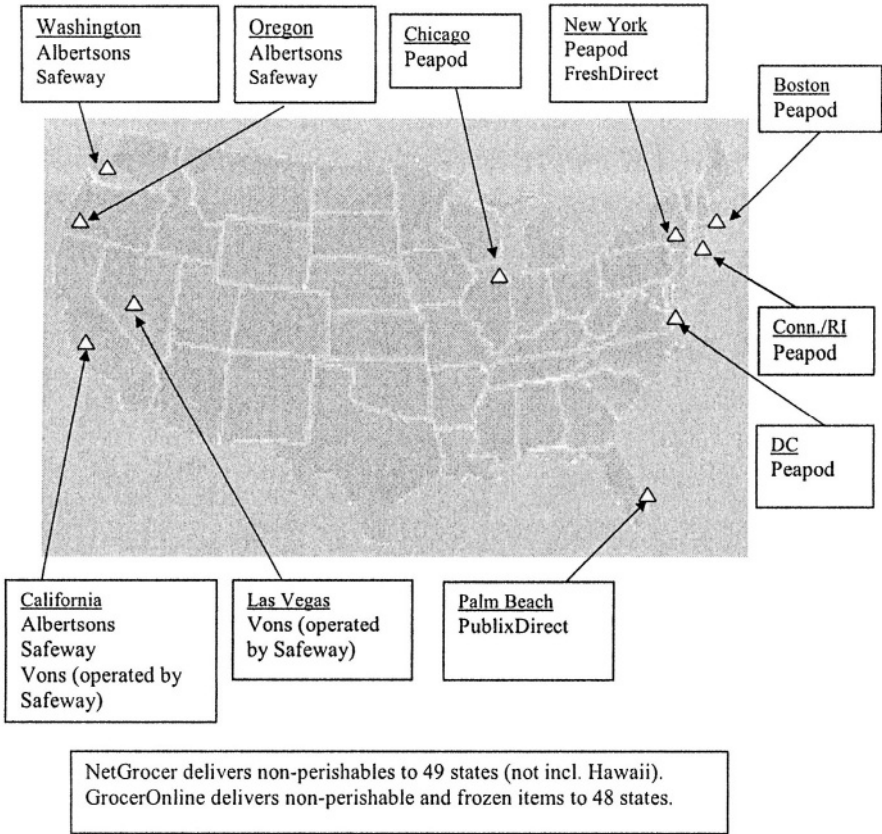 Washington
Albertsons
Safeway
Oregon
Albertsons
Safeway
Chicago
Peapod
New York
Peapod
FreshDirect
Boston
Peapod
Conn./RI
Peapod
DC
Peapod
California
Albertsons
Safeway
Vons (operated by
Safeway)
Las Vegas
Vons (operated
by Safeway)
Palm Beach
PublixDirect
NetGrocer delivers non-perishables to 49 states (not incl. Hawaii).
GrocerOnline delivers non-perishable and frozen items to 48 states.